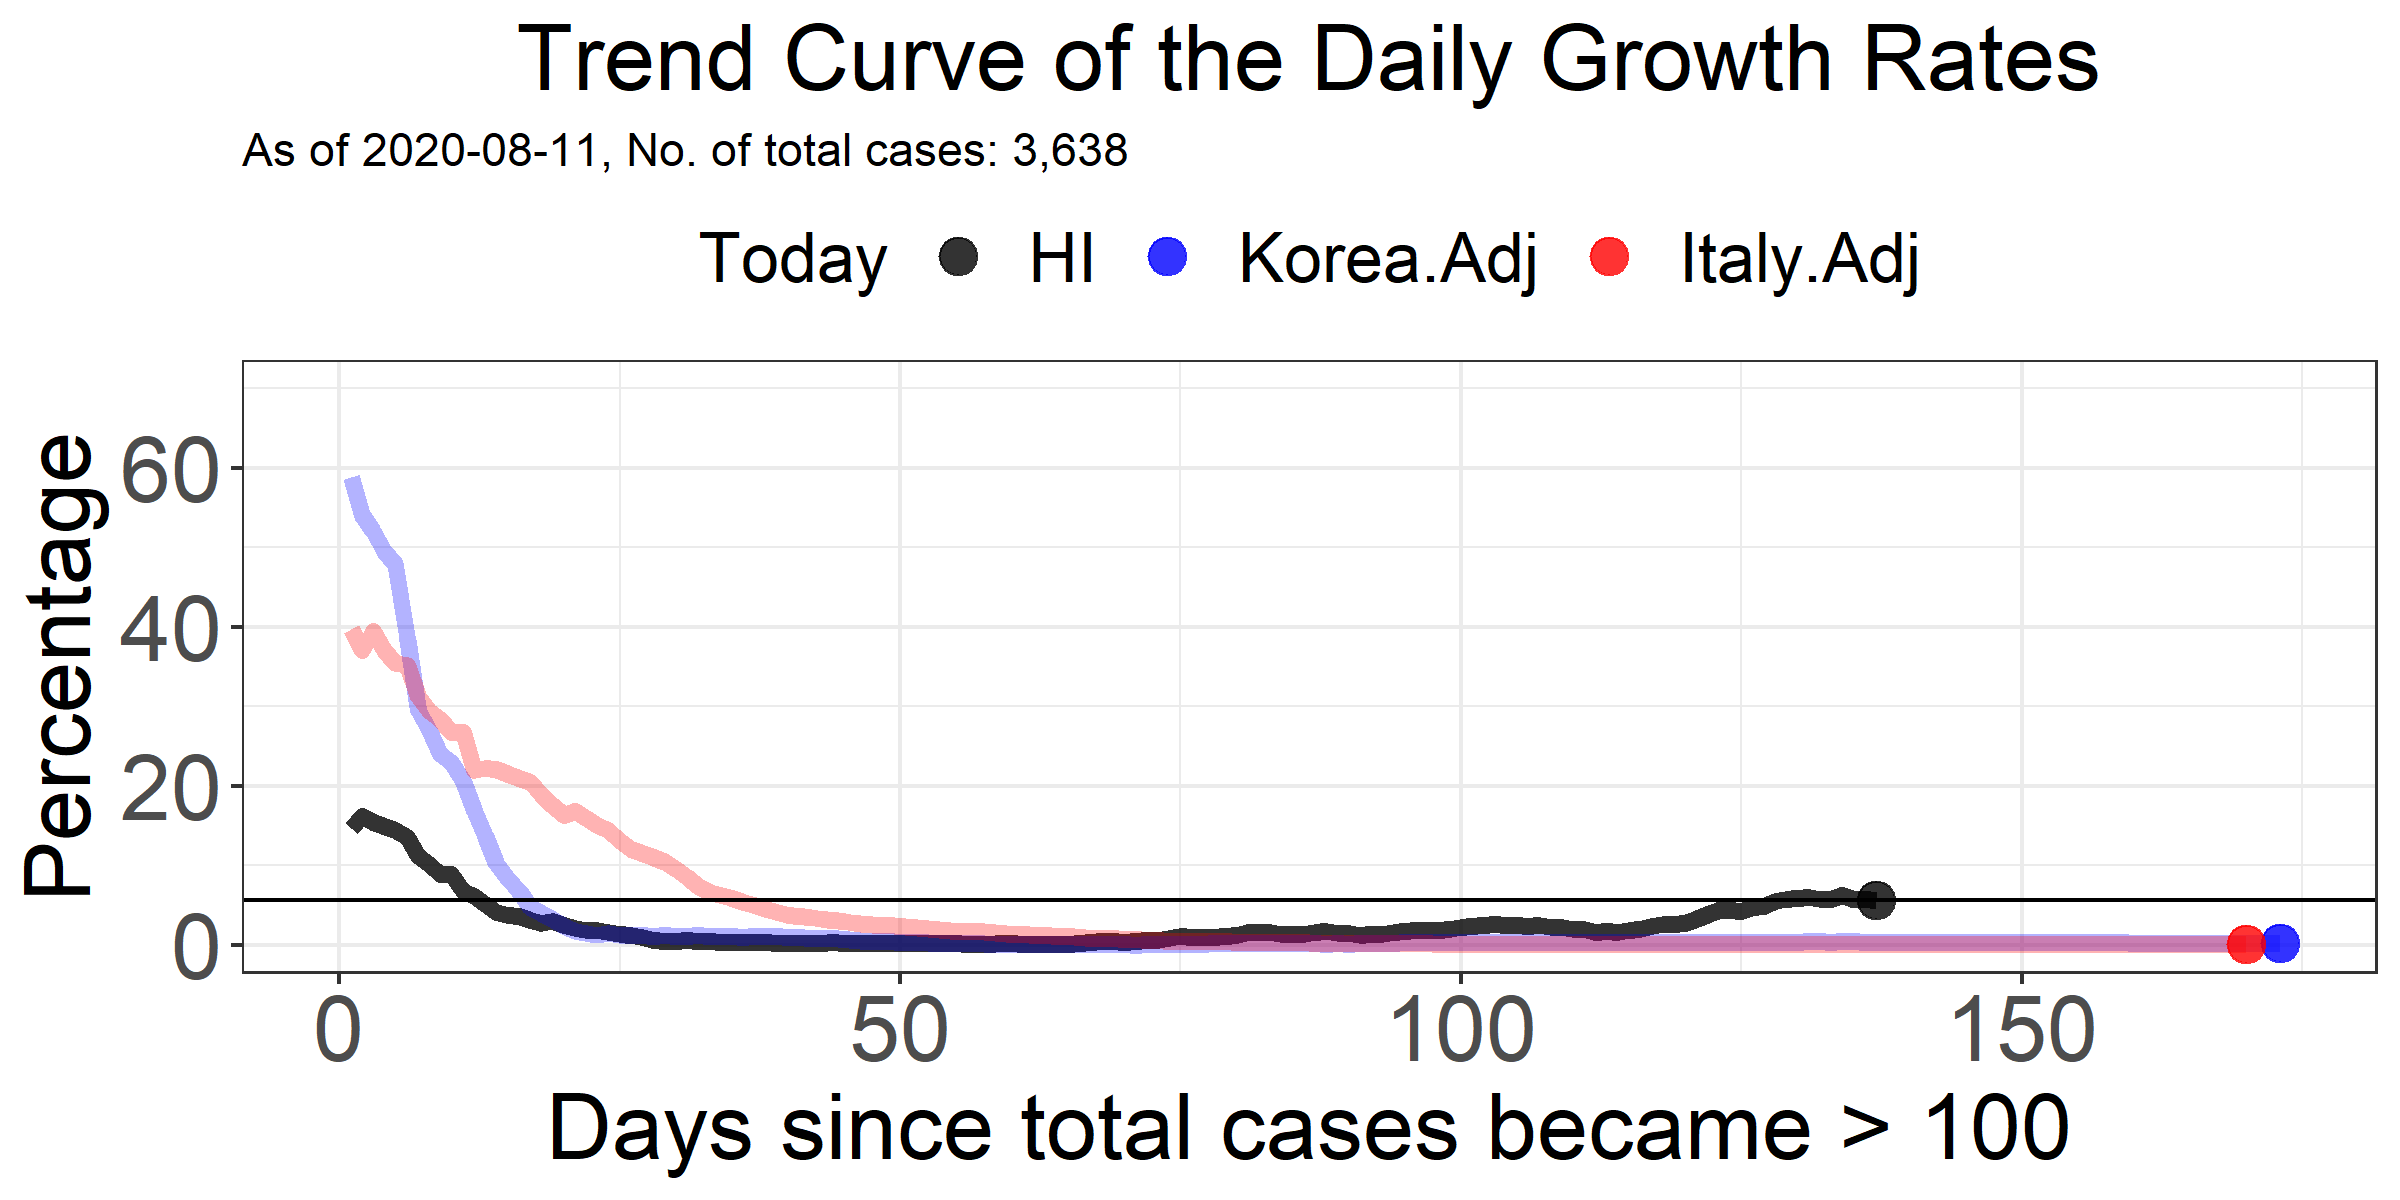 Trend Curve of the Daily Growth Rates
As of 2020-08-11, No. of total cases: 3,638
Today HI Korea.Adj Italy.Adj
Percentage
60
40
20
0
0 50 100 150
Days since total cases became > 100